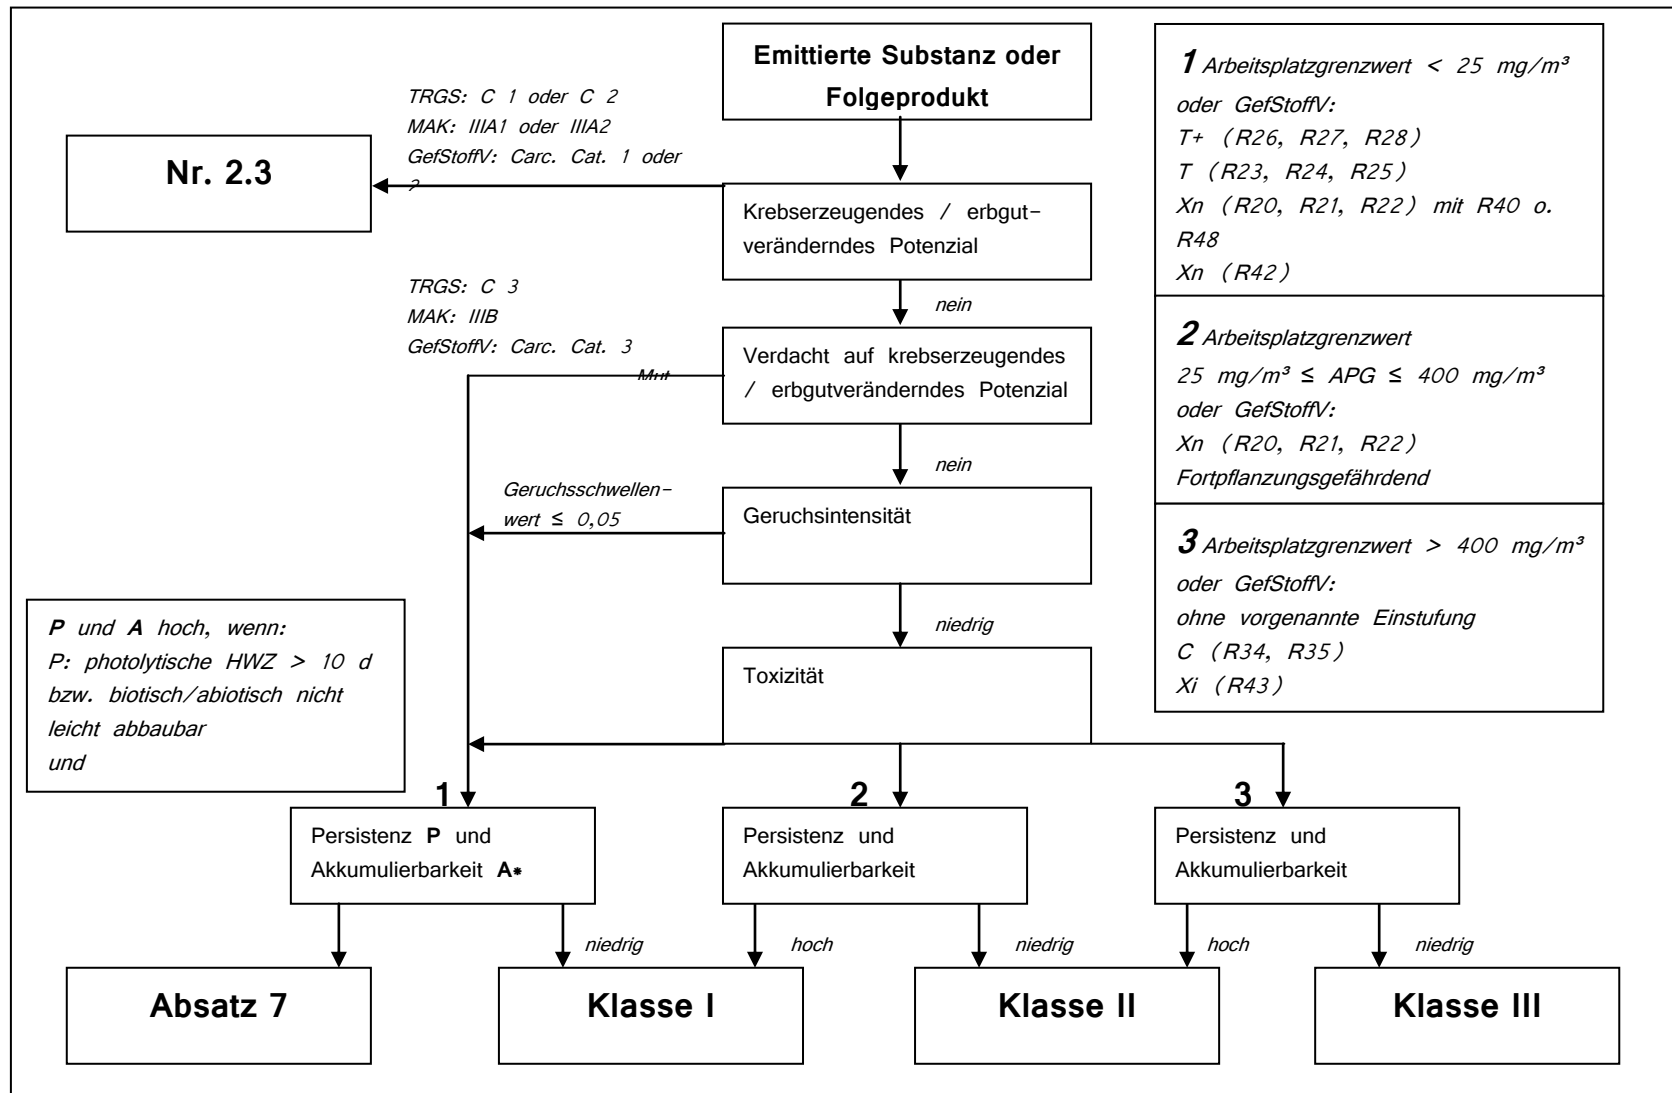 Emittierte Substanz oder
Folgeprodukt
TRGS: C 1 oder C 2
MAK: IIIA1 oder IIIA2
GefStoffV: Carc. Cat. 1 oder
Nr. 2.3
Krebserzeugendes / erbgut-
veränderndes Potenzial
nein
TRGS: C 3
MAK: IIIB
GefStoffV: Carc. Cat. 3
Mut
Verdacht auf krebserzeugendes
/ erbgutveränderndes Potenzial
nein
Geruchsschwellen-
wert ≤ 0,05
Geruchsintensität
niedrig
Toxizität
P und A hoch, wenn:
P: photolytische HWZ > 10 d
bzw. biotisch/abiotisch nicht
leicht abbaubar
und
1 Arbeitsplatzgrenzwert < 25 mg/m³
oder GefStoffV:
T+ (R26, R27, R28)
T (R23, R24, R25)
Xn (R20, R21, R22) mit R40 o.
R48
Xn (R42)
2 Arbeitsplatzgrenzwert
25 mg/m³ ≤ APG ≤ 400 mg/m³
oder GefStoffV:
Xn (R20, R21, R22)
Fortpflanzungsgefährdend
3 Arbeitsplatzgrenzwert > 400 mg/m³
oder GefStoffV:
ohne vorgenannte Einstufung
C (R34, R35)
Xi (R43)
1
2
3
Persistenz P und
Akkumulierbarkeit A*
Persistenz und
Akkumulierbarkeit
Persistenz und
Akkumulierbarkeit
niedrig
hoch
niedrig
hoch
niedrig
Absatz 7
Klasse I
Klasse II
Klasse III